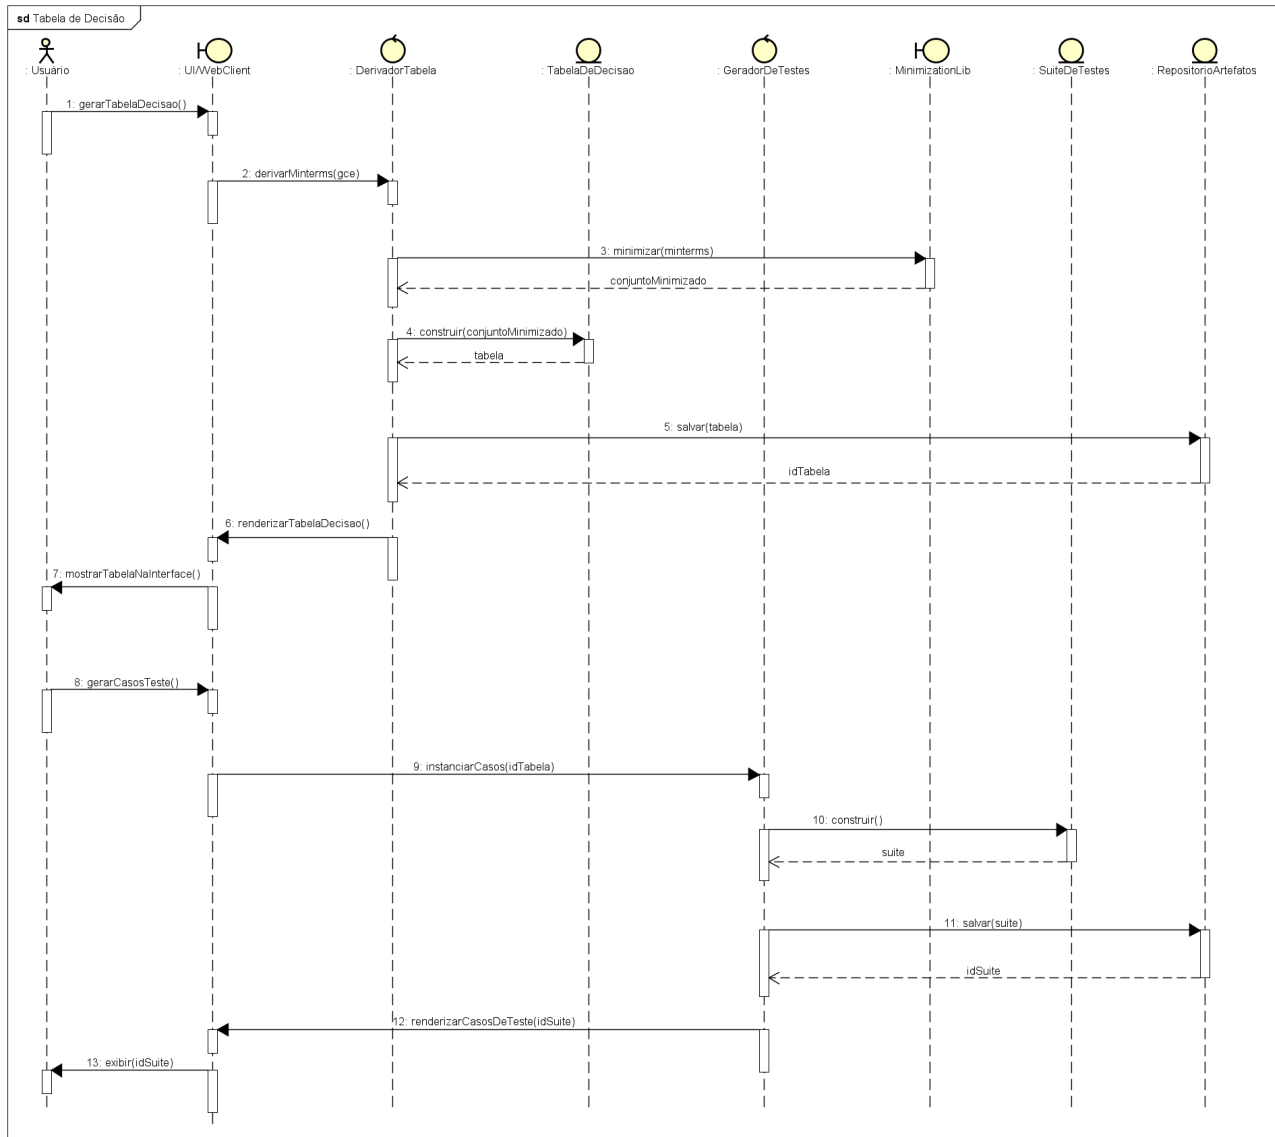 sd Tabela de Decisão
: Usuário
: UI/WebClient
: DerivadorTabela
: TabelaDeDecisao
: GeradorDeTestes
: MinimizationLib
: SuiteDeTestes
: RepositorioArtefatos
1: gerarTabelaDecisao()
2: derivarMinterms(gce)
3: minimizar(minterms)
conjuntoMinimizado
4: construir(conjuntoMinimizado)
tabela
5: salvar(tabela)
idTabela
6: renderizarTabelaDecisao()
7: mostrarTabelaNaInterface()
8: gerarCasosTeste()
9: instanciarCasos(idTabela)
10: construir()
suite
11: salvar(suite)
idSuite
12: renderizarCasosDeTeste(idSuite)
13: exibir(idSuite)